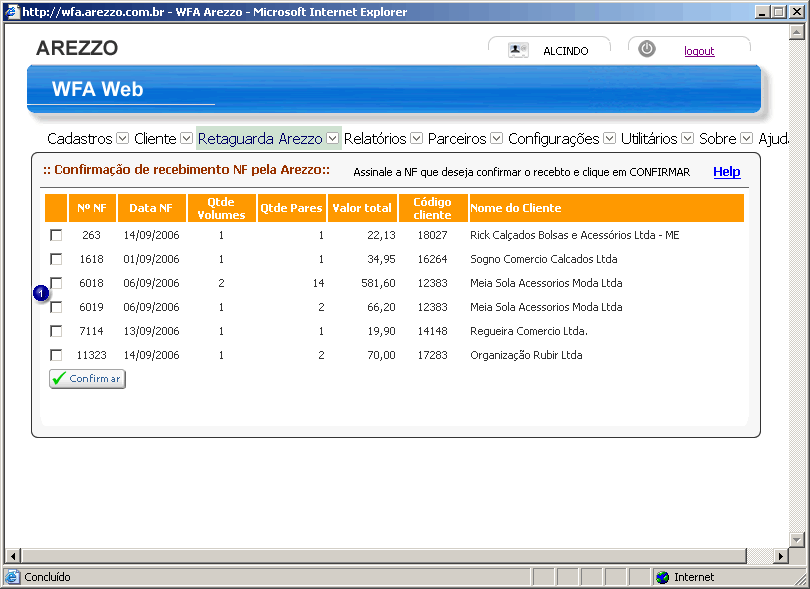 http://wfa.arezzo.com.br - WFA Arezzo - Microsoft Internet Explorer
AREZZO
ALCINDO
logout
WFA Web
Cadastros Cliente Retaguarda Arezzo Relatórios Parceiros Configurações Utilitários Sobre Ajuda
:: Confirmação de recebimento NF pela Arezzo::
Assinale a NF que deseja confirmar o recebto e clique em CONFIRMAR
Help
Nº NF Data NF Qtde Volumes Qtde Pares Valor total Código cliente Nome do Cliente
263 14/09/2006 1 1 22,13 18027 Rick Calçados Bolsas e Acessórios Ltda - ME
1618 01/09/2006 1 1 34,95 16264 Sogno Comercio Calcados Ltda
6018 06/09/2006 2 14 581,60 12383 Meia Sola Acessorios Moda Ltda
1
6019 06/09/2006 1 2 66,20 12383 Meia Sola Acessorios Moda Ltda
7114 13/09/2006 1 1 19,90 14148 Regueira Comercio Ltda.
11323 14/09/2006 1 2 70,00 17283 Organização Rubir Ltda
Confirmar
Concluído
Internet